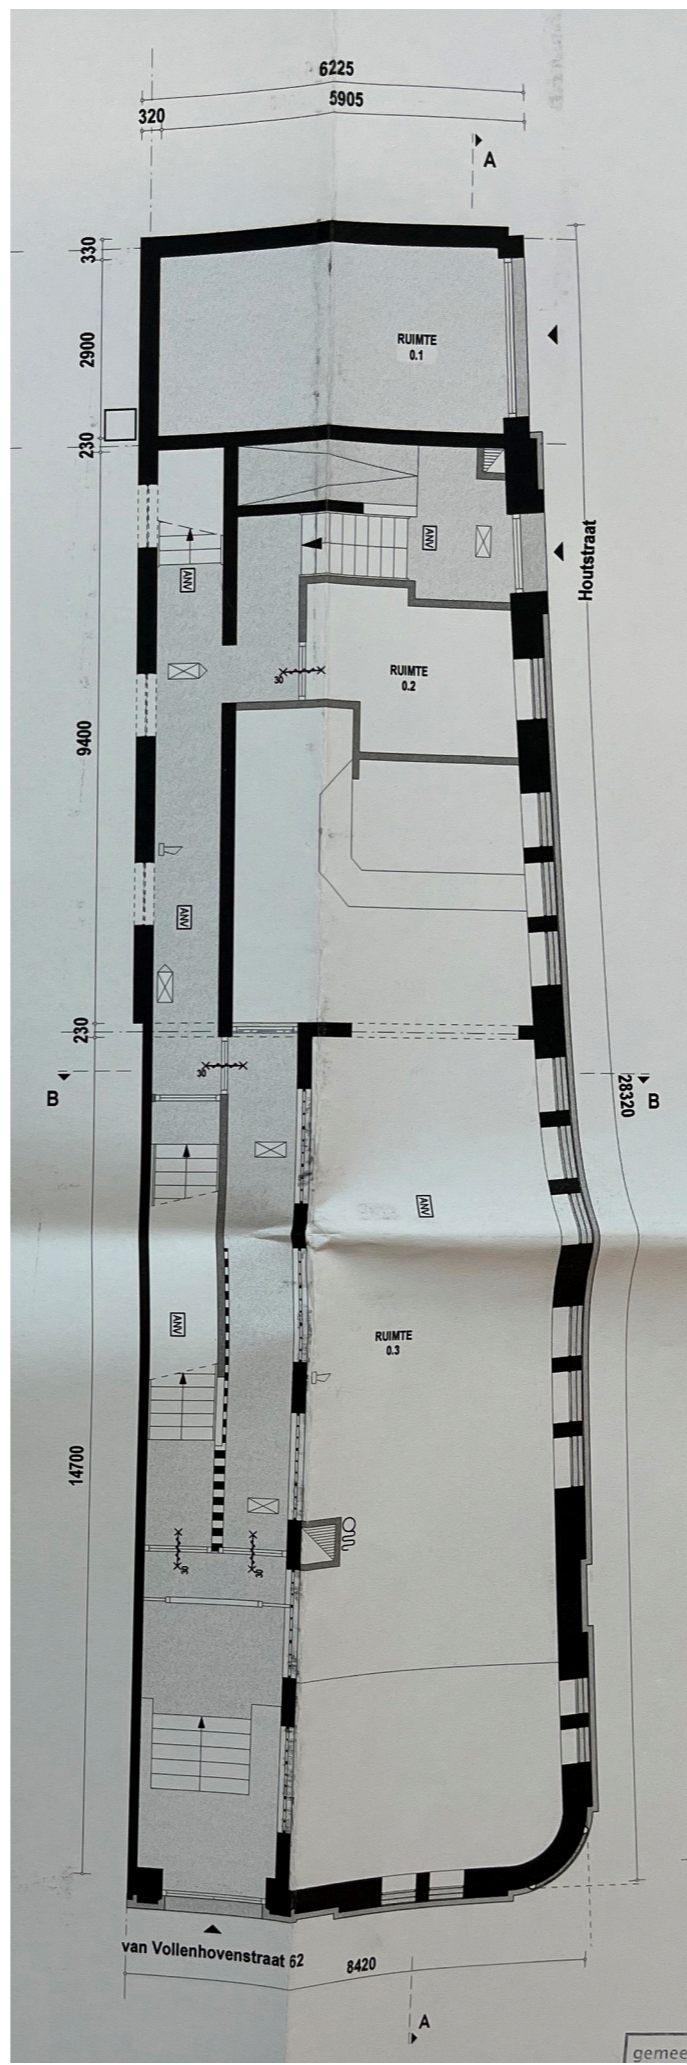 6225
5905
320
A
330
RUIMTE
0.1
2900
230
ANV
Houtstraat
ANV
RUIMTE
0.2
30
9400
ANV
230
30
B
28320
B
ANV
ANV
RUIMTE
0.3
14700
30
30
van Vollenhovenstraat 62
8420
A
gemee